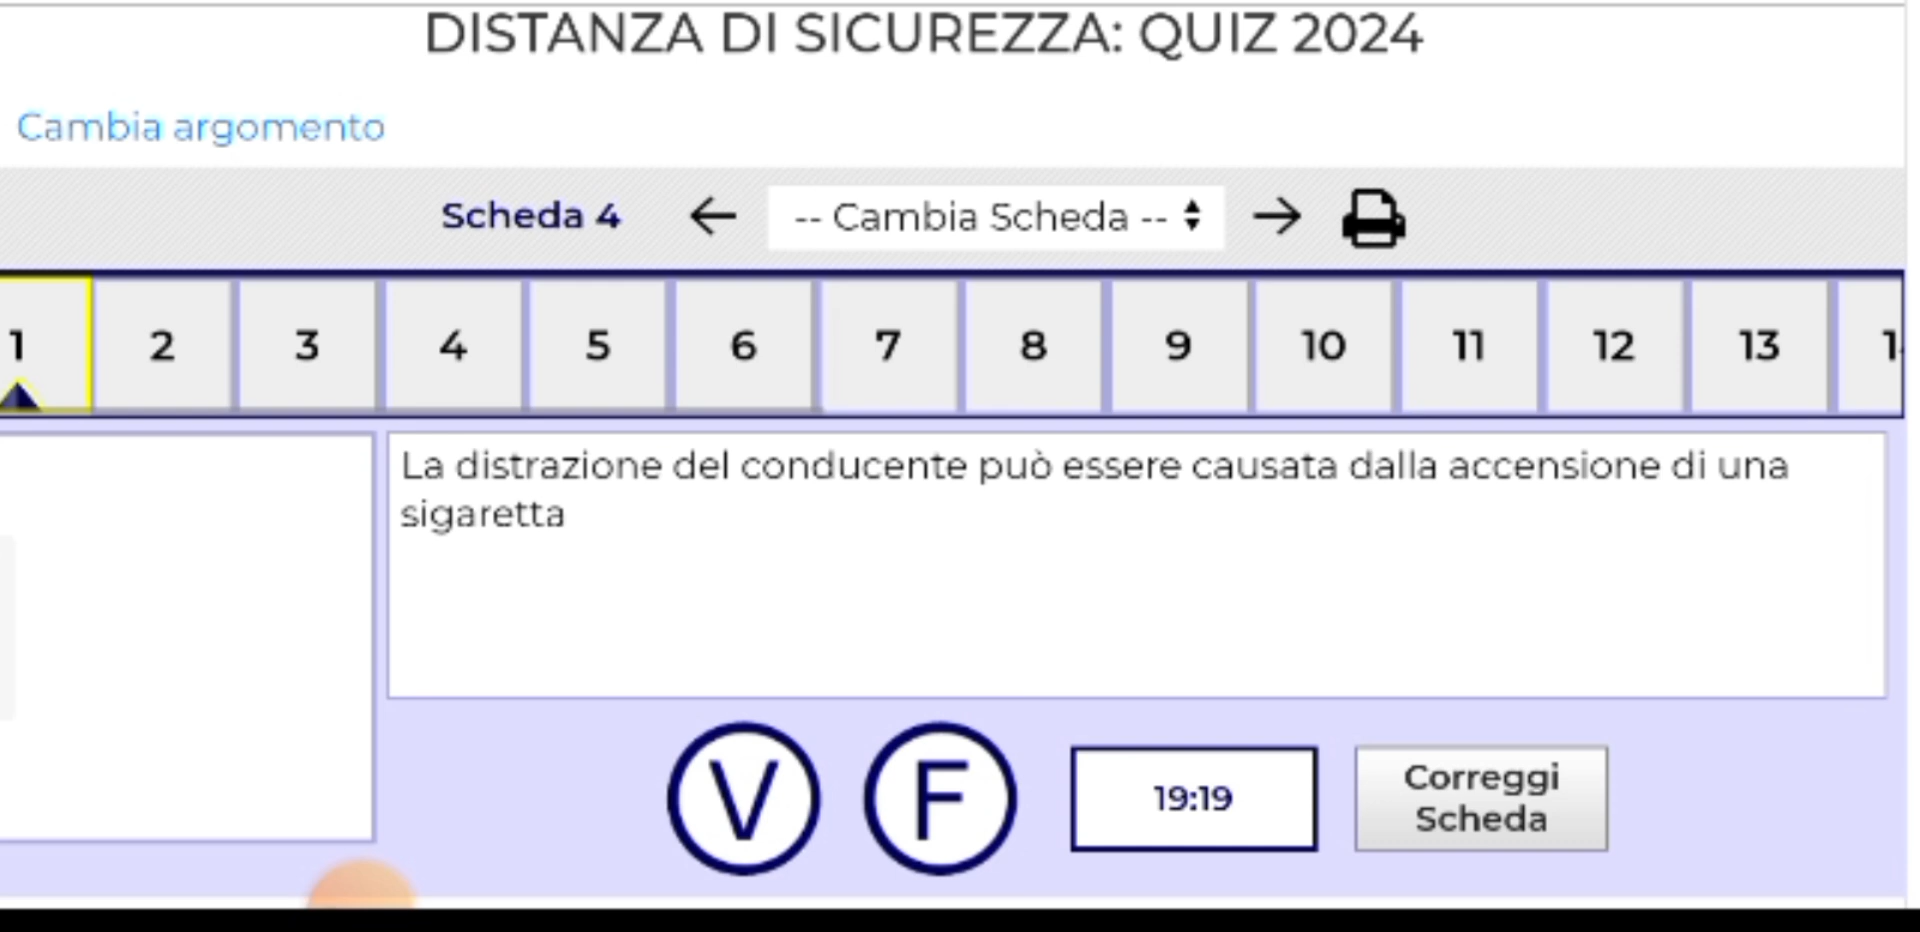 DISTANZA DI SICUREZZA: QUIZ 2024
Cambia argomento
Scheda 4 ← -- Cambia Scheda -- →
1 2 3 4 5 6 7 8 9 10 11 12 13
La distrazione del conducente può essere causata dalla accensione di una
sigaretta
V F 19:19 Correggi
Scheda